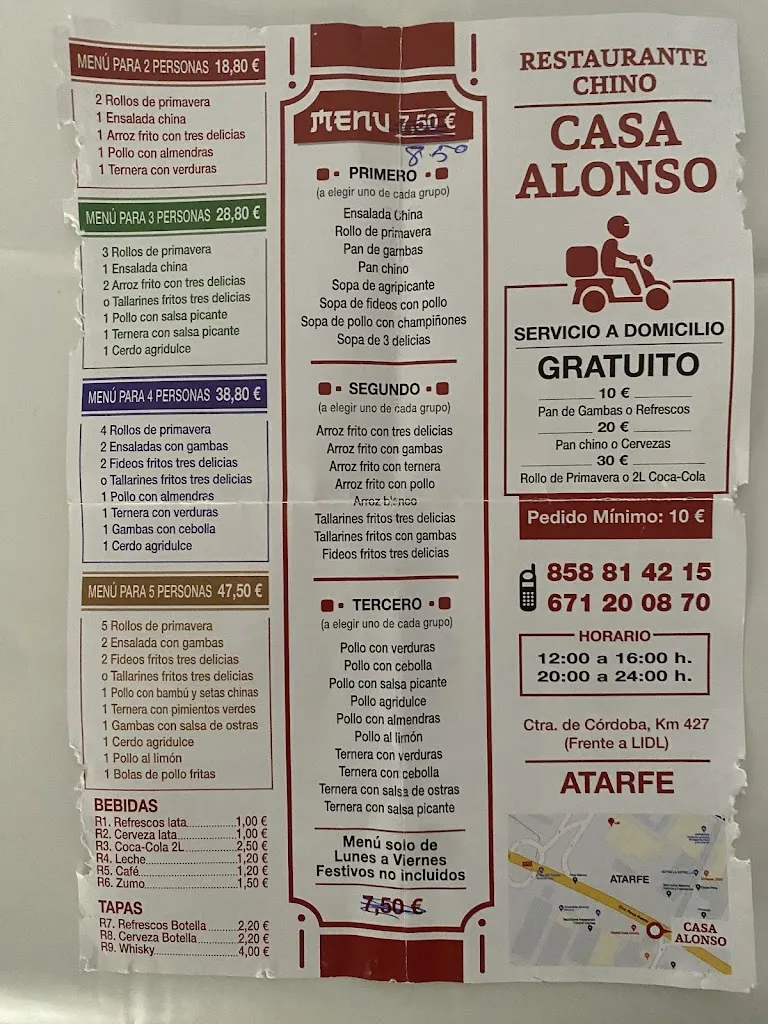 MENÚ PARA 2 PERSONAS 18,80 €
2 Rollos de primavera
1 Ensalada china
1 Arroz frito con tres delicias
1 Pollo con almendras
1 Ternera con verduras
MENÚ PARA 3 PERSONAS 28,80 €
3 Rollos de primavera
1 Ensalada china
2 Arroz frito con tres delicias
o Tallarines fritos tres delicias
1 Pollo con salsa picante
1 Ternera con salsa picante
1 Cerdo agridulce
MENÚ PARA 4 PERSONAS 38,80 €
4 Rollos de primavera
2 Ensaladas con gambas
2 Fideos fritos tres delicias
o Tallarines fritos tres delicias
1 Pollo con almendras
1 Ternera con verduras
1 Gambas con cebolla
1 Cerdo agridulce
MENÚ PARA 5 PERSONAS 47,50 €
5 Rollos de primavera
2 Ensalada con gambas
2 Fideos fritos tres delicias
o Tallarines fritos tres delicias
1 Pollo con bambú y setas chinas
1 Ternera con pimientos verdes
1 Gambas con salsa de ostras
1 Cerdo agridulce
1 Pollo al limón
1 Bolas de pollo fritas
BEBIDAS
R1. Refrescos lata 1,00 €
R2. Cerveza lata 1,00 €
R3. Coca-Cola 2L 2,50 €
R4. Leche 1,20 €
R5. Café 1,20 €
R6. Zumo 1,50 €
TAPAS
R7. Refrescos Botella 2,20 €
R8. Cerveza Botella 2,20 €
R9. Whisky 4,00 €
MENU 7,50 €
8.50
PRIMERO
(a elegir uno de cada grupo)
Ensalada China
Rollo de primavera
Pan de gambas
Pan chino
Sopa de agripicante
Sopa de fideos con pollo
Sopa de pollo con champiñones
Sopa de 3 delicias
SEGUNDO
(a elegir uno de cada grupo)
Arroz frito con tres delicias
Arroz frito con gambas
Arroz frito con ternera
Arroz frito con pollo
Arroz blanco
Tallarines fritos tres delicias
Tallarines fritos con gambas
Fideos fritos tres delicias
TERCERO
(a elegir uno de cada grupo)
Pollo con verduras
Pollo con cebolla
Pollo con salsa picante
Pollo agridulce
Pollo con almendras
Pollo al limón
Ternera con verduras
Ternera con cebolla
Ternera con salsa de ostras
Ternera con salsa picante
Menú solo de
Lunes a Viernes
Festivos no incluidos
7,50 €
RESTAURANTE
CHINO
CASA
ALONSO
SERVICIO A DOMICILIO
GRATUITO
10 €
Pan de Gambas o Refrescos
20 €
Pan chino o Cervezas
30 €
Rollo de Primavera o 2L Coca-Cola
Pedido Mínimo: 10 €
858 81 42 15
671 20 08 70
HORARIO
12:00 a 16:00 h.
20:00 a 24:00 h.
Ctra. de Córdoba, Km 427
(Frente a LIDL)
ATARFE
ATARFE
CASA
ALONSO